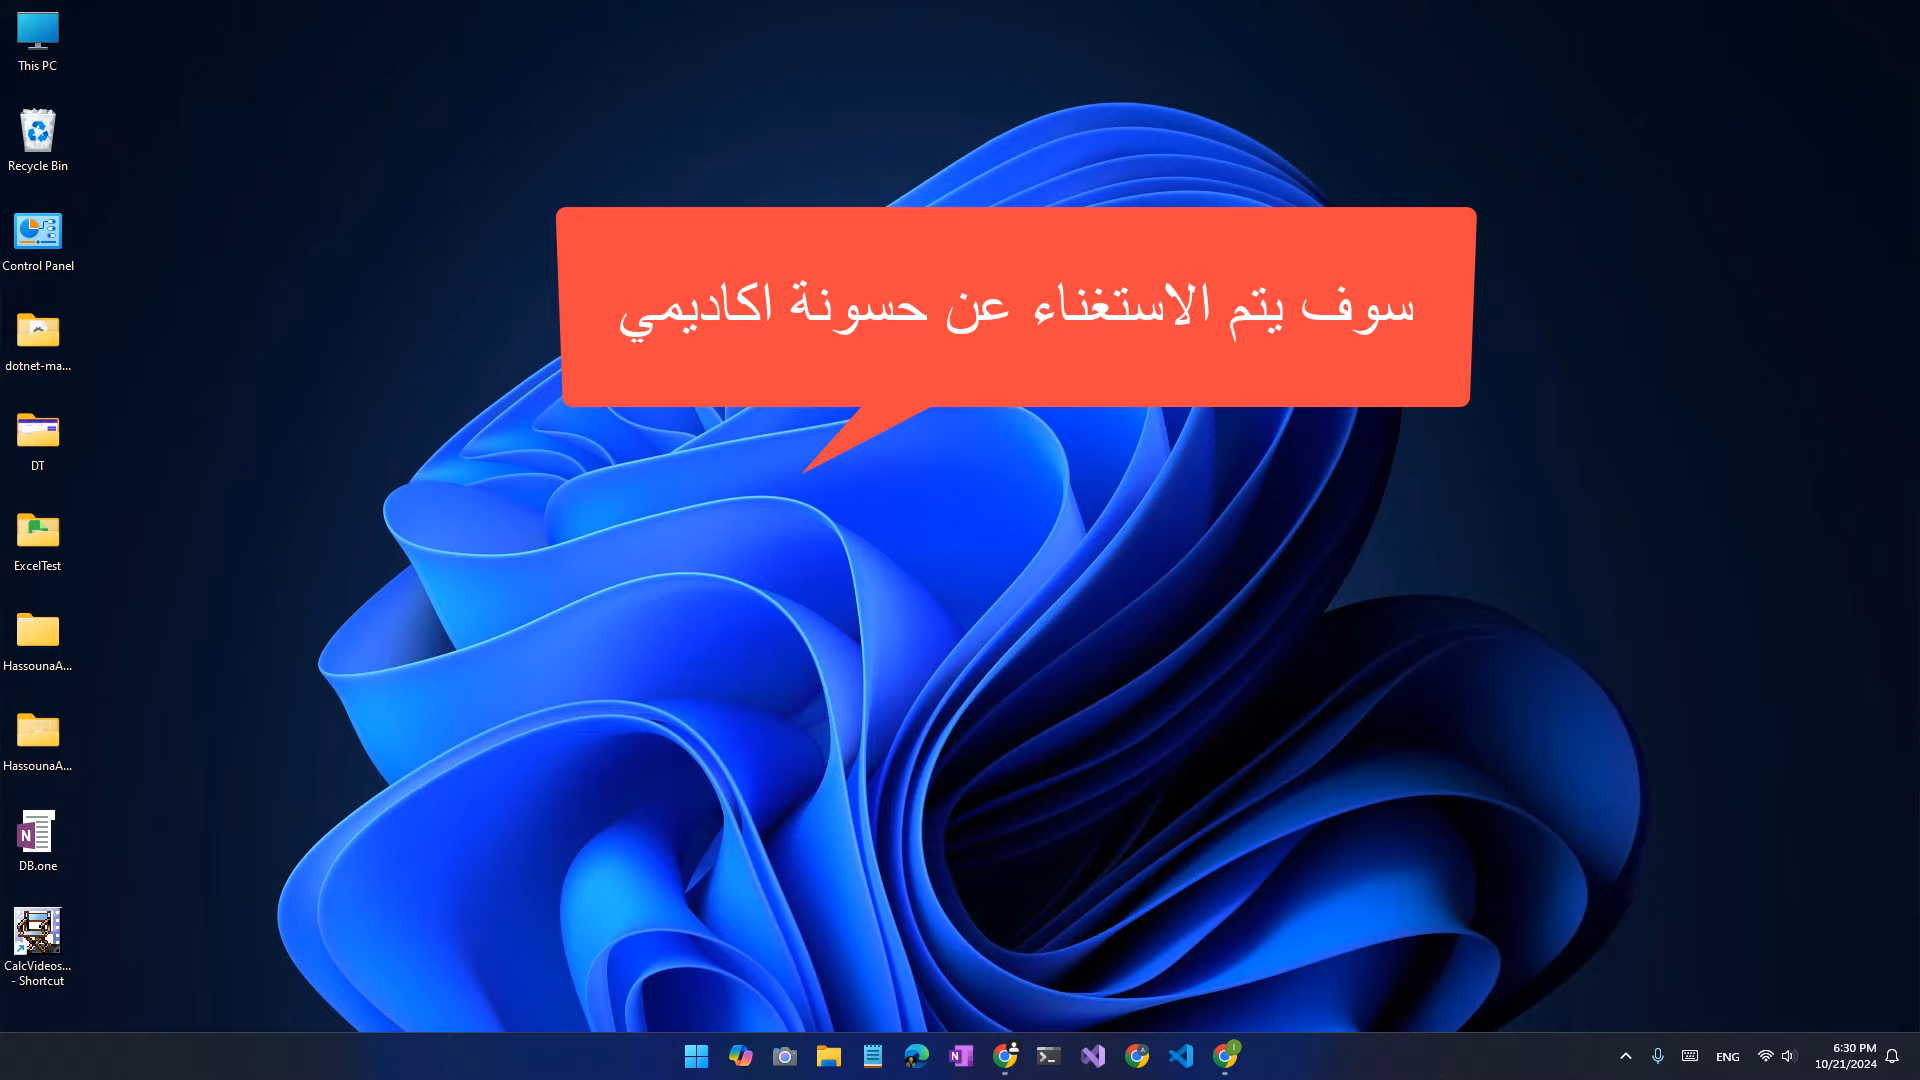 This PC
Recycle Bin
Control Panel
dotnet-ma...
DT
ExcelTest
HassounaA...
HassounaA...
DB.one
CalcVideos...
- Shortcut
سوف يتم الاستغناء عن حسونة اكاديمي
ENG
6:30 PM
10/21/2024